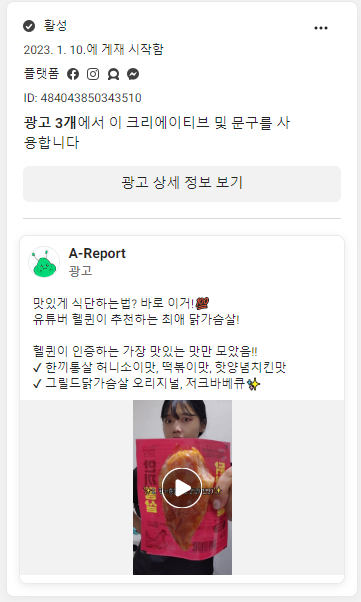 활성
2023. 1. 10.에 게재 시작함
플랫폼
ID: 484043850343510
광고 3개에서 이 크리에이티브 및 문구를 사
용합니다
광고 상세 정보 보기
A-Report
광고
맛있게 식단하는법? 바로 이거!💯
유튜버 헬퀸이 추천하는 최애 닭가슴살!
헬퀸이 인증하는 가장 맛있는 맛만 모았음!!
✓ 한끼통살 허니소이맛, 떡볶이맛, 핫양념치킨맛
✓ 그릴드닭가슴살 오리지널, 저크바베큐✨
한끼통살